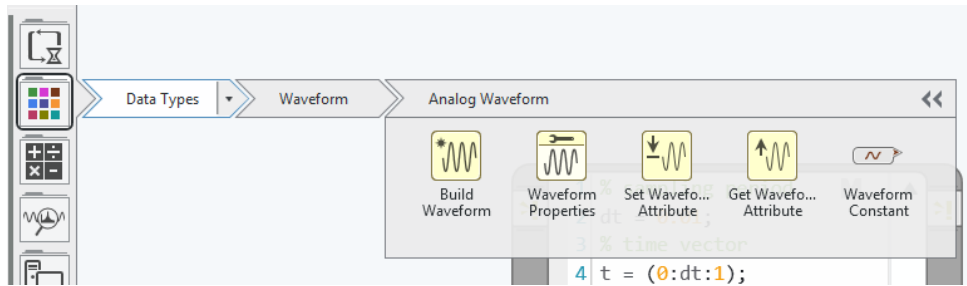 Data Types
Waveform
Analog Waveform
Build
Waveform
Waveform
Properties
Set Wavefo...
Attribute
Get Wavefo...
Attribute
Waveform
Constant
3 % time vector
4 t = (0:dt:1);